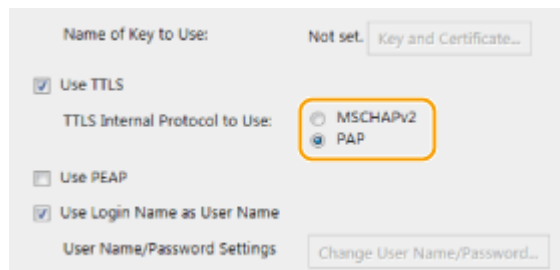 Name of Key to Use: Not set. Key and Certificate...
Use TTLS
TTLS Internal Protocol to Use: MSCHAPv2
PAP
Use PEAP
Use Login Name as User Name
User Name/Password Settings Change User Name/Password...